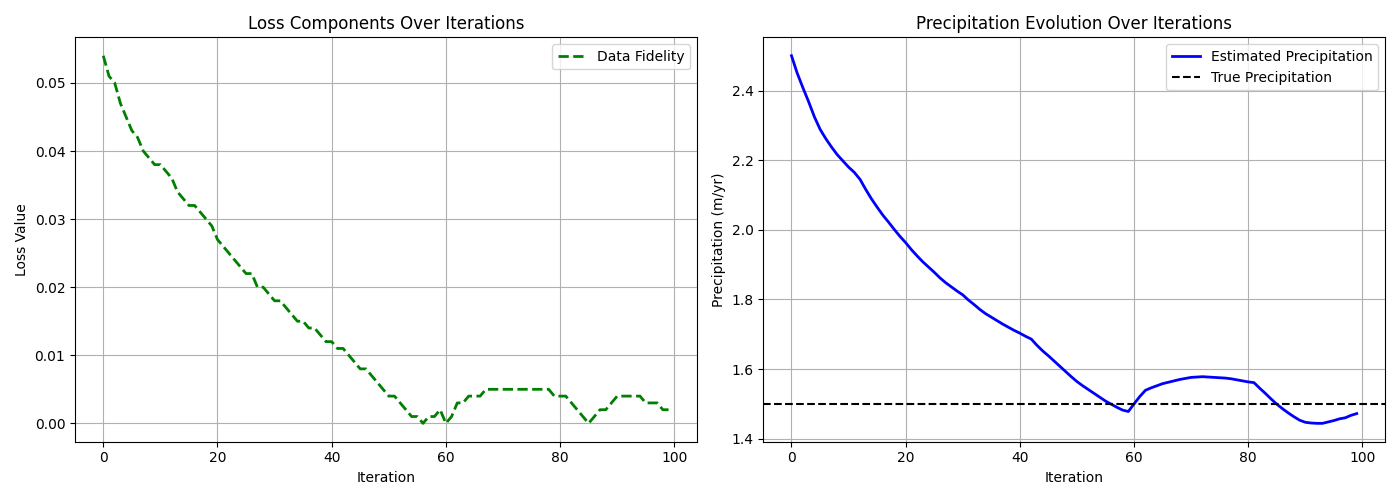 Loss Components Over Iterations
Data Fidelity
Loss Value
0.05
0.04
0.03
0.02
0.01
0.00
0 20 40 60 80 100
Iteration
Precipitation Evolution Over Iterations
Estimated Precipitation
True Precipitation
Precipitation (m/yr)
2.4
2.2
2.0
1.8
1.6
1.4
0 20 40 60 80 100
Iteration